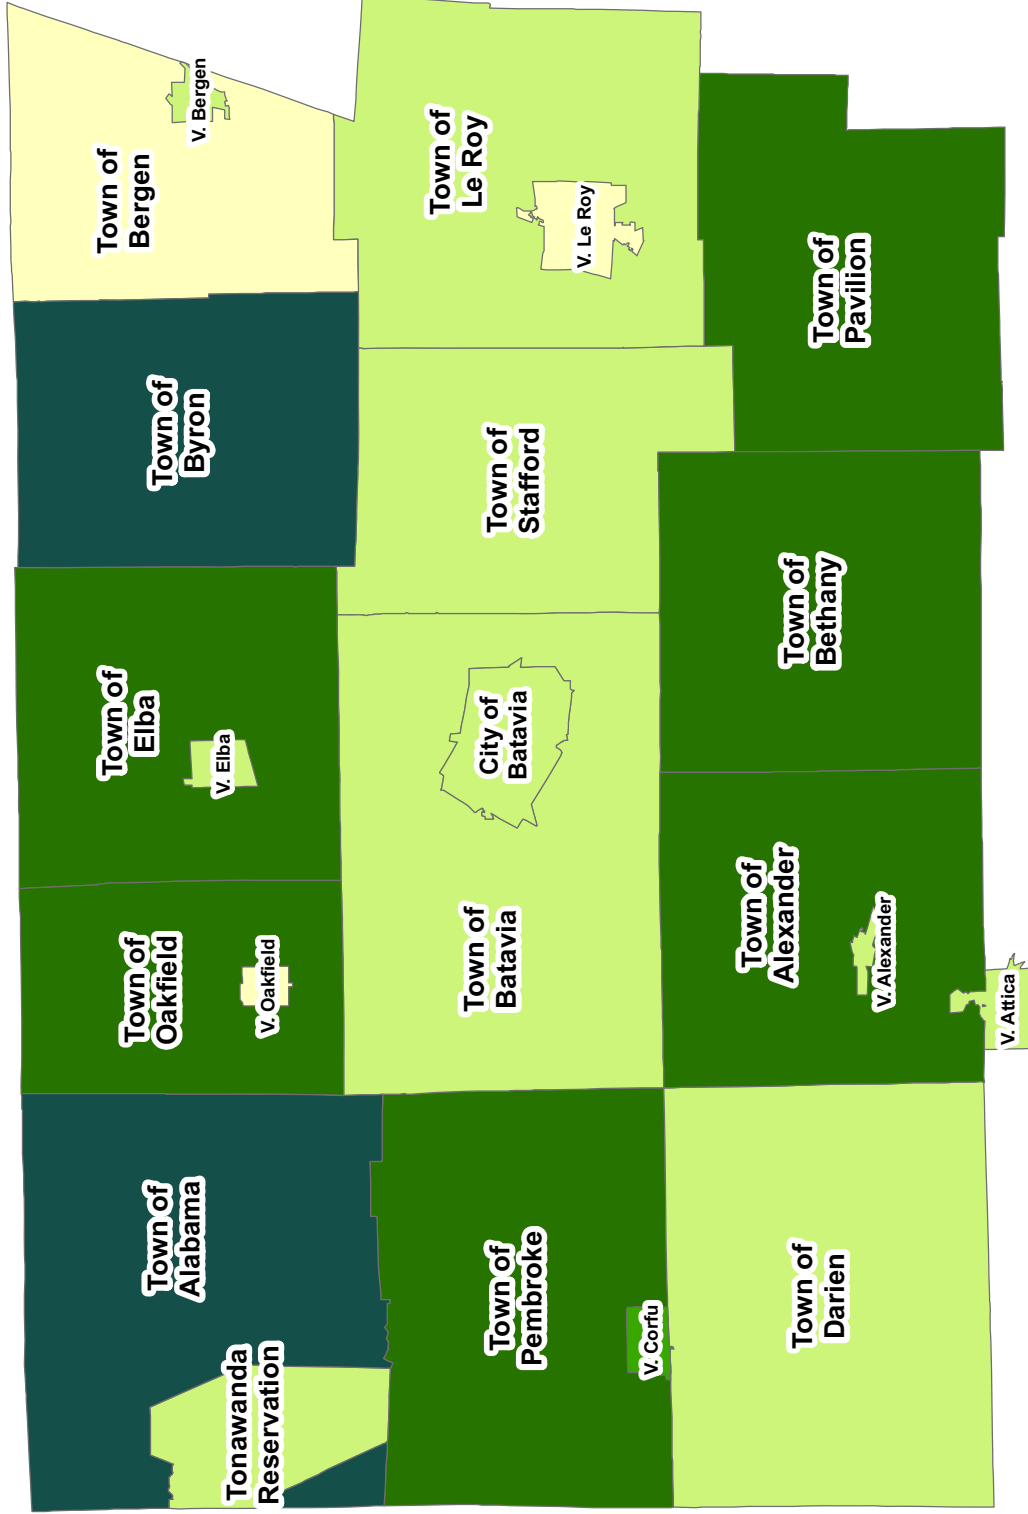 Town of
Alabama
Tonawanda
Reservation
Town of
Oakfield
V. Oakfield
Town of
Elba
V. Elba
Town of
Byron
Town of
Bergen
V. Bergen
Town of
Pembroke
V. Corfu
Town of
Batavia
City of
Batavia
Town of
Stafford
Town of
Le Roy
V. Le Roy
Town of
Darien
Town of
Alexander
V. Alexander
V. Attica
Town of
Bethany
Town of
Pavilion